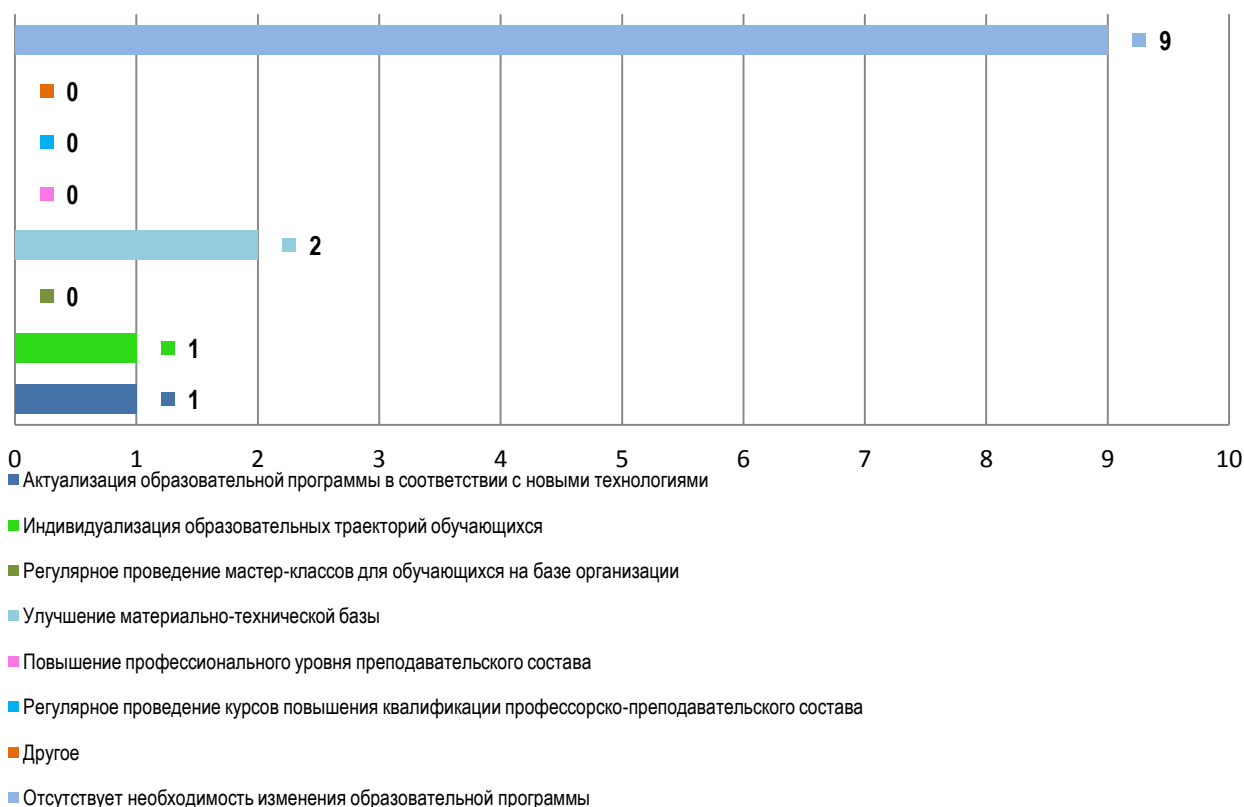 9
0
0
0
2
0
1
1
0 1 2 3 4 5 6 7 8 9 10
Актуализация образовательной программы в соответствии с новыми технологиями
Индивидуализация образовательных траекторий обучающихся
Регулярное проведение мастер-классов для обучающихся на базе организации
Улучшение материально-технической базы
Повышение профессионального уровня преподавательского состава
Регулярное проведение курсов повышения квалификации профессорско-преподавательского состава
Другое
Отсутствует необходимость изменения образовательной программы